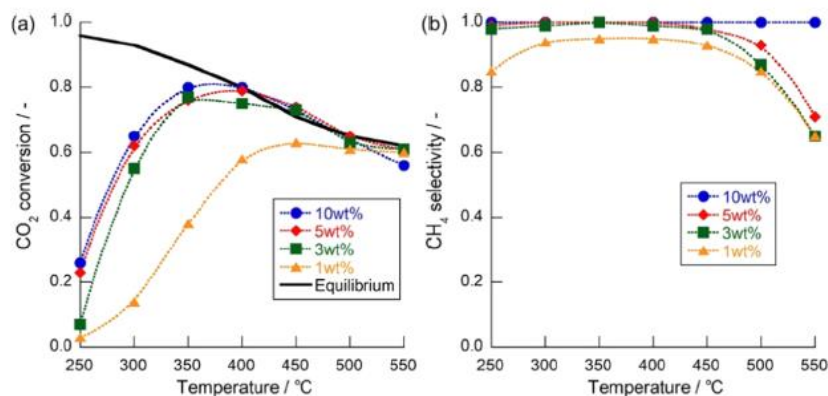 (a)
1.0
0.8
0.6
0.4
0.2
0.0
CO2 conversion / -
10wt%
5wt%
3wt%
1wt%
Equilibrium
250 300 350 400 450 500 550
Temperature / °C
(b)
1.0
0.8
0.6
0.4
0.2
0.0
CH4 selectivity / -
10wt%
5wt%
3wt%
1wt%
250 300 350 400 450 500 550
Temperature / °C